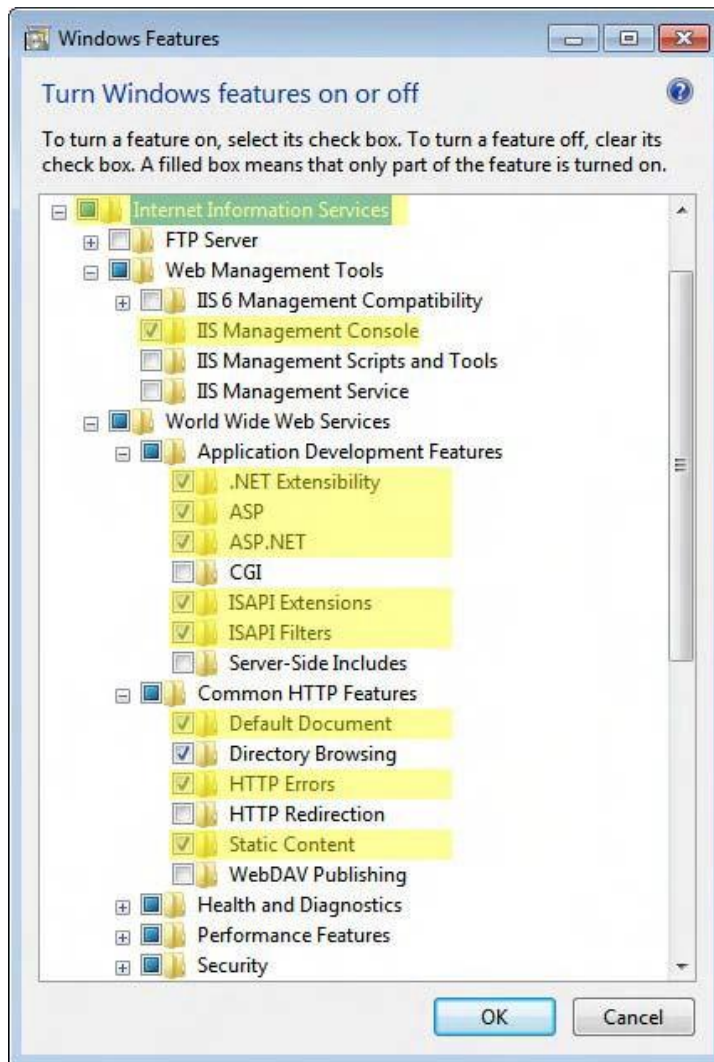 Windows Features
Turn Windows features on or off
To turn a feature on, select its check box. To turn a feature off, clear its
check box. A filled box means that only part of the feature is turned on.
Internet Information Services
FTP Server
Web Management Tools
IIS 6 Management Compatibility
IIS Management Console
IIS Management Scripts and Tools
IIS Management Service
World Wide Web Services
Application Development Features
.NET Extensibility
ASP
ASP.NET
CGI
ISAPI Extensions
ISAPI Filters
Server-Side Includes
Common HTTP Features
Default Document
Directory Browsing
HTTP Errors
HTTP Redirection
Static Content
WebDAV Publishing
Health and Diagnostics
Performance Features
Security
OK
Cancel